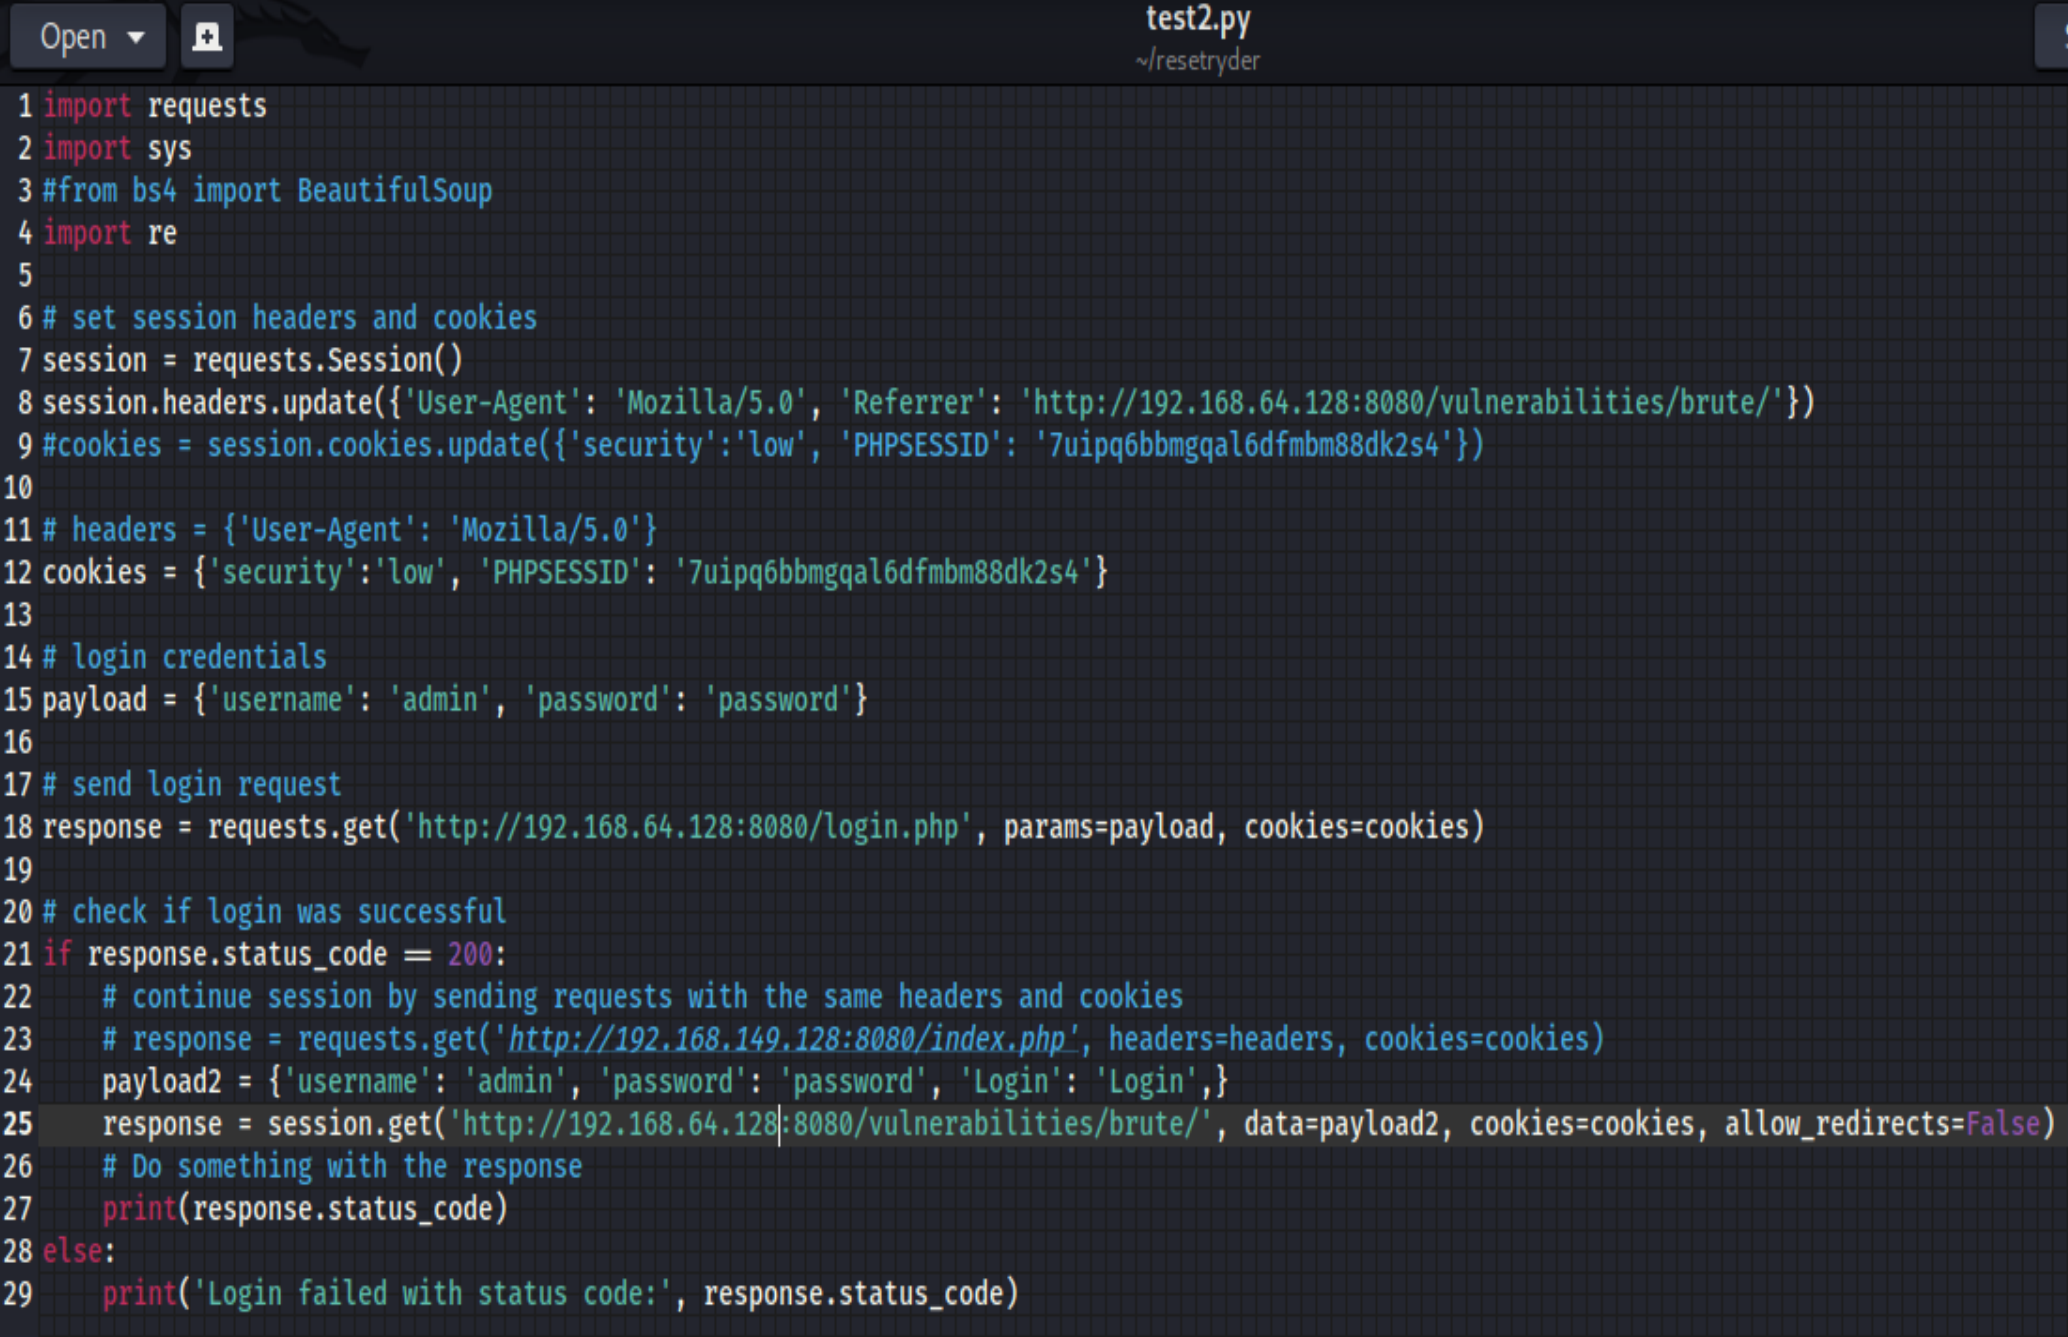 Open
test2.py
~/resetryder
1 import requests
2 import sys
3 #from bs4 import BeautifulSoup
4 import re
5
6 # set session headers and cookies
7 session = requests.Session()
8 session.headers.update({'User-Agent': 'Mozilla/5.0', 'Referrer': 'http://192.168.64.128:8080/vulnerabilities/brute/'})
9 #cookies = session.cookies.update({'security':'low', 'PHPSESSID': '7uipq6bbmgqal6dfmbm88dk2s4'})
10
11 # headers = {'User-Agent': 'Mozilla/5.0'}
12 cookies = {'security':'low', 'PHPSESSID': '7uipq6bbmgqal6dfmbm88dk2s4'}
13
14 # login credentials
15 payload = {'username': 'admin', 'password': 'password'}
16
17 # send login request
18 response = requests.get('http://192.168.64.128:8080/login.php', params=payload, cookies=cookies)
19
20 # check if login was successful
21 if response.status_code == 200:
22     # continue session by sending requests with the same headers and cookies
23     # response = requests.get('http://192.168.149.128:8080/index.php', headers=headers, cookies=cookies)
24     payload2 = {'username': 'admin', 'password': 'password', 'Login': 'Login',}
25     response = session.get('http://192.168.64.128:8080/vulnerabilities/brute/', data=payload2, cookies=cookies, allow_redirects=False)
26     # Do something with the response
27     print(response.status_code)
28 else:
29     print('Login failed with status code:', response.status_code)